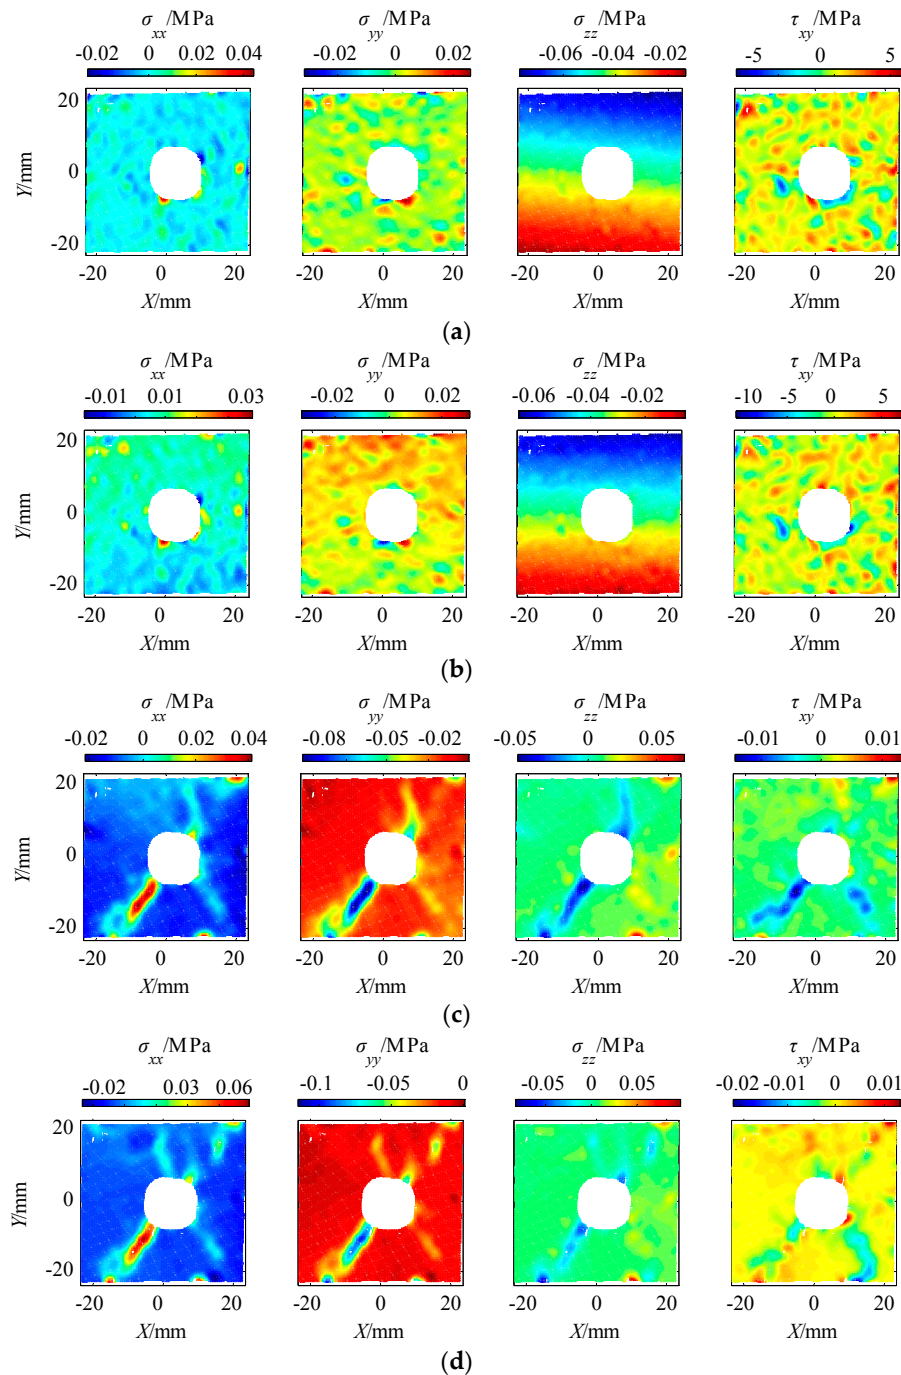 σxx/MPa σyy/MPa σzz/MPa τxy/MPa
-0.02 0 0.02 0.04 -0.02 0 0.02 -0.06 -0.04 -0.02 -5 0 5
20
0
-20
Y/mm
-20 0 20 -20 0 20 -20 0 20 -20 0 20
X/mm X/mm X/mm X/mm
(a)
σxx/MPa σyy/MPa σzz/MPa τxy/MPa
-0.01 0.01 0.03 -0.02 0 0.02 -0.06 -0.04 -0.02 -10 -5 0 5
20
0
-20
Y/mm
-20 0 20 -20 0 20 -20 0 20 -20 0 20
X/mm X/mm X/mm X/mm
(b)
σxx/MPa σyy/MPa σzz/MPa τxy/MPa
-0.02 0 0.02 0.04 -0.08 -0.05 -0.02 -0.05 0 0.05 -0.01 0 0.01
20
0
-20
Y/mm
-20 0 20 -20 0 20 -20 0 20 -20 0 20
X/mm X/mm X/mm X/mm
(c)
σxx/MPa σyy/MPa σzz/MPa τxy/MPa
-0.02 0.03 0.06 -0.1 -0.05 0 -0.05 0 0.05 -0.02 -0.01 0 0.01
20
0
-20
Y/mm
-20 0 20 -20 0 20 -20 0 20 -20 0 20
X/mm X/mm X/mm X/mm
(d)